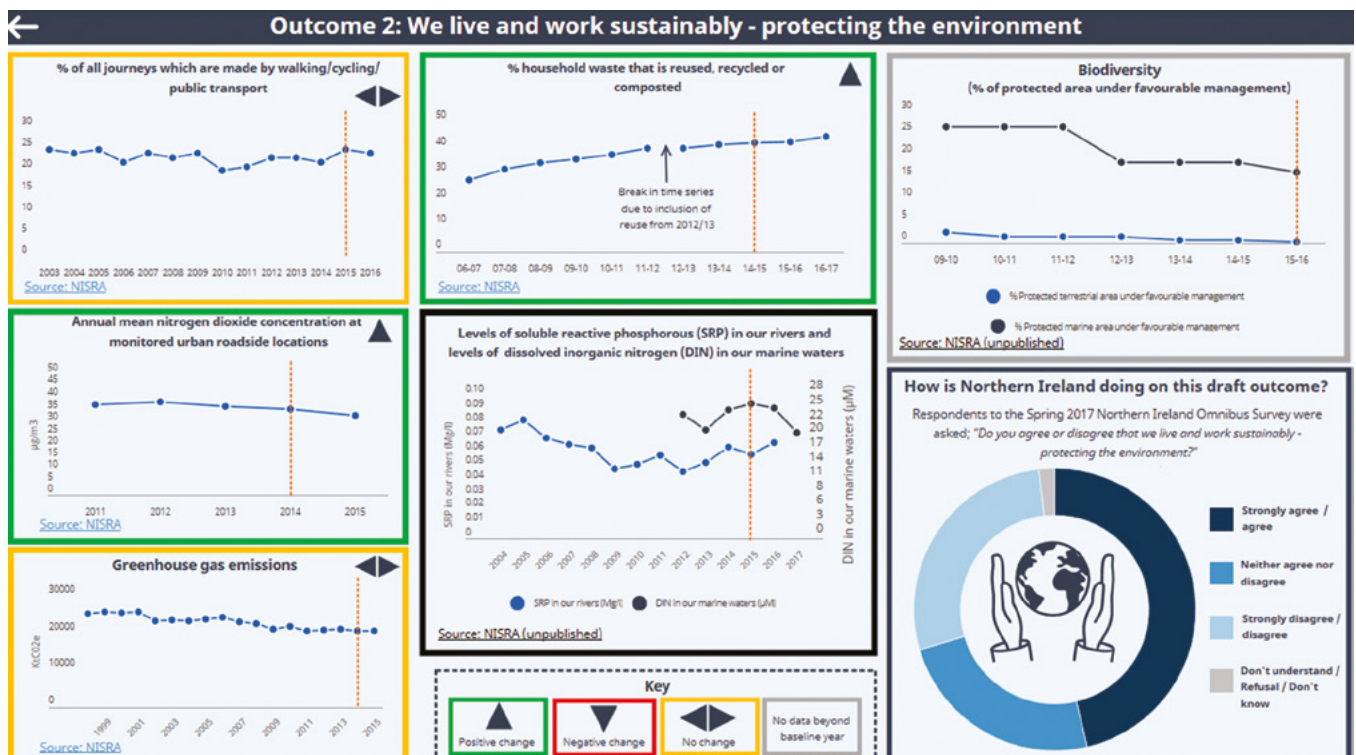 Outcome 2: We live and work sustainably - protecting the environment
% of all journeys which are made by walking/cycling/
public transport
30
25
20
15
10
5
0
2003 2004 2005 2006 2007 2008 2009 2010 2011 2012 2013 2014 2015 2016
Source: NISRA
% household waste that is reused, recycled or
composted
50
40
30
20
10
0
Break in time series
due to inclusion of
reuse from 2012/13
06-07 07-08 08-09 09-10 10-11 11-12 12-13 13-14 14-15 15-16 16-17
Source: NISRA
Biodiversity
(% of protected area under favourable management)
30
25
20
15
10
5
0
09-10 10-11 11-12 12-13 13-14 14-15 15-16
% Protected terrestrial area under favourable management
% Protected marine area under favourable management
Source: NISRA (unpublished)
Annual mean nitrogen dioxide concentration at
monitored urban roadside locations
50
45
40
35
30
25
20
15
10
5
0
µg/m3
2011 2012 2013 2014 2015
Source: NISRA
Levels of soluble reactive phosphorous (SRP) in our rivers and
levels of dissolved inorganic nitrogen (DIN) in our marine waters
0.10
0.09
0.08
0.07
0.06
0.05
0.04
0.03
0.02
0.01
0
SRP in our rivers (Mg/l)
28
25
22
20
17
14
11
8
6
3
0
DIN in our marine waters (µM)
2004 2005 2006 2007 2008 2009 2010 2011 2012 2013 2014 2015 2016 2017
SRP in our rivers (Mg/l) DIN in our marine waters (µM)
Source: NISRA (unpublished)
How is Northern Ireland doing on this draft outcome?
Respondents to the Spring 2017 Northern Ireland Omnibus Survey were
asked; "Do you agree or disagree that we live and work sustainably -
protecting the environment?"
Strongly agree /
agree
Neither agree nor
disagree
Strongly disagree /
disagree
Don't understand /
Refusal / Don't
know
Greenhouse gas emissions
30000
20000
10000
0
KtCO2e
1999 2001 2003 2005 2007 2009 2011 2013 2015
Source: NISRA
Key
Positive change
Negative change
No change
No data beyond
baseline year